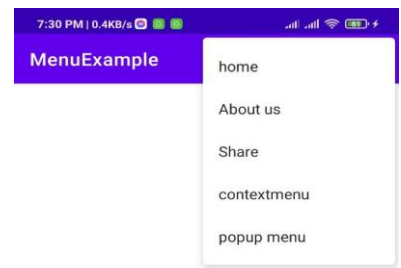 7:30 PM | 0.4KB/s
MenuExample
home
About us
Share
contextmenu
popup menu